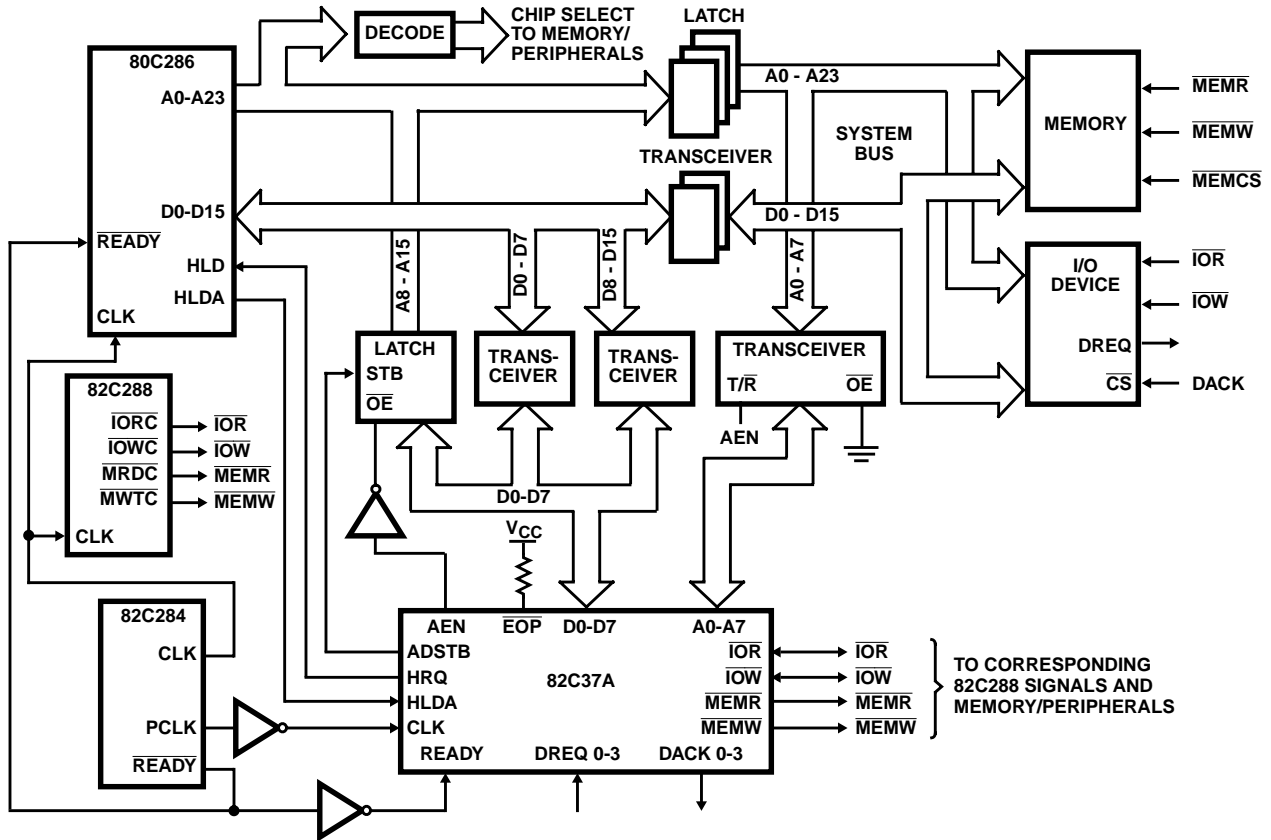 CHIP SELECT
TO MEMORY/
PERIPHERALS
DECODE
LATCH
80C286
A0-A23
D0-D15
READY
HLD
HLDA
CLK
A0 - A23
SYSTEM
BUS
TRANSCEIVER
D0 - D15
MEMORY
MEMR
MEMW
MEMCS
I/O
DEVICE
IOR
IOW
DREQ
CS
DACK
A8 - A15
D0 - D7
D8 - D15
A0 - A7
LATCH
STB
OE
TRANS-
CEIVER
TRANS-
CEIVER
TRANSCEIVER
T/R
OE
AEN
82C288
IORC
IOR
IOWC
IOW
MRDC
MEMR
MWTC
MEMW
CLK
D0-D7
VCC
82C284
CLK
PCLK
READY
AEN
EOP
D0-D7
A0-A7
ADSTB
HRQ
HLDA
CLK
READY
82C37A
DREQ 0-3
DACK 0-3
IOR
IOR
IOW
IOW
MEMR
MEMR
MEMW
MEMW
TO CORRESPONDING
82C288 SIGNALS AND
MEMORY/PERIPHERALS